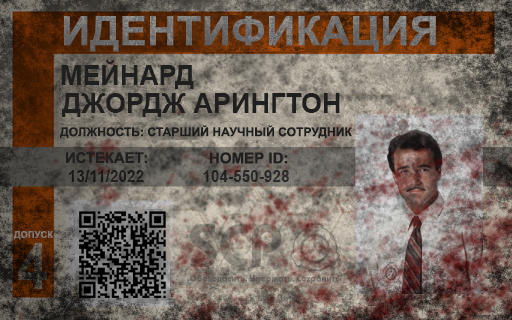 ИДЕНТИФИКАЦИЯ
МЕЙНАРД
ДЖОРДЖ АРИНГТОН
ДОЛЖНОСТЬ: СТАРШИЙ НАУЧНЫЙ СОТРУДНИК
ИСТЕКАЕТ:
13/11/2022
НОМЕР ID:
104-550-928
ДОПУСК
4
SCP